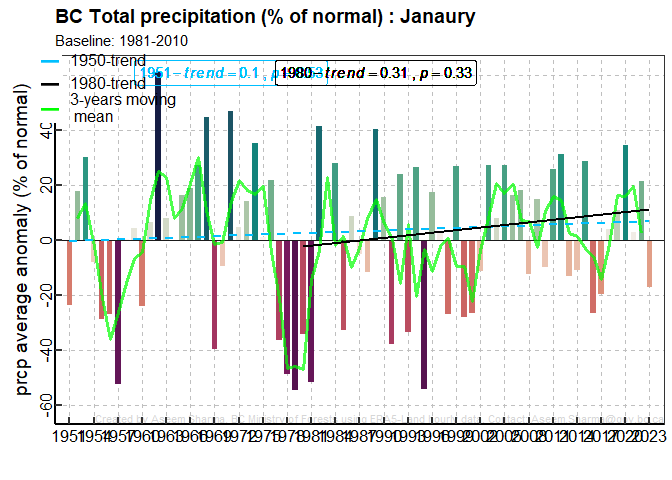 BC Total precipitation (% of normal) : Janaury
Baseline: 1981-2010
1950-trend
1980-trend
3-years moving
mean
1951-trend = 0.1 , p
1980-trend = 0.31 , p = 0.33
prcp average anomaly (% of normal)
40
20
0
-20
-40
-60
1951 1954 1957 1960 1963 1966 1969 1972 1975 1978 1981 1984 1987 1990 1993 1996 1999 2002 2005 2008 2011 2014 2017 2020 2023